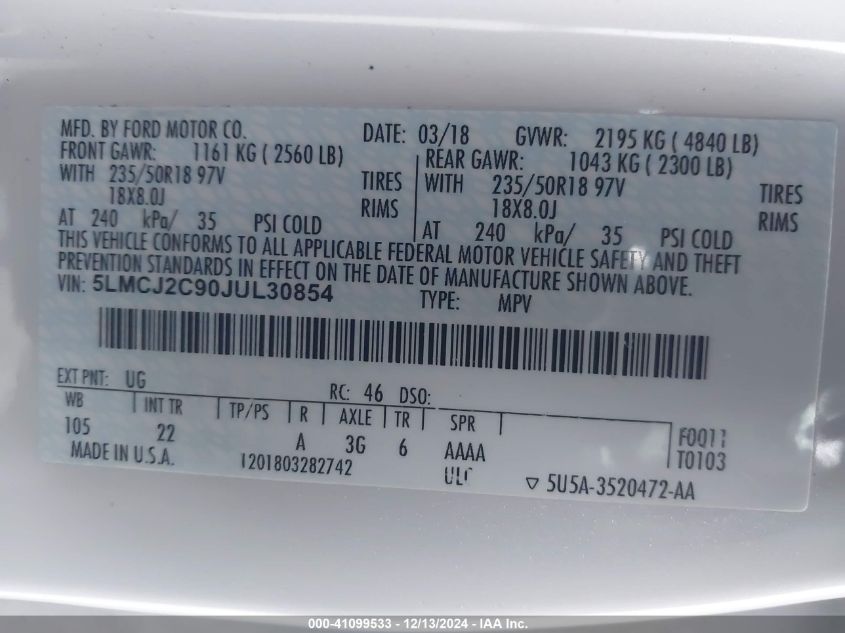 MFD. BY FORD MOTOR CO. DATE: 03/18 GVWR: 2195 KG ( 4840 LB)
FRONT GAWR: 1161 KG ( 2560 LB) REAR GAWR: 1043 KG ( 2300 LB)
WITH 235/50R18 97V TIRES WITH 235/50R18 97V TIRES
18X8.0J RIMS 18X8.0J RIMS
AT 240 kPa/ 35 PSI COLD AT 240 kPa/ 35 PSI COLD
THIS VEHICLE CONFORMS TO ALL APPLICABLE FEDERAL MOTOR VEHICLE SAFETY AND THEFT
PREVENTION STANDARDS IN EFFECT ON THE DATE OF MANUFACTURE SHOWN ABOVE.
VIN: 5LMCJ2C90JUL30854 TYPE: MPV
EXT PNT: UG RC: 46 DSO:
WB INT TR TP/PS R AXLE TR SPR
105 22 A 3G 6 AAAA F0011
MADE IN U.S.A. 1201803282742 ULC T0103
▽ 5U5A-3520472-AA
000-41099533 - 12/13/2024 - IAA Inc.